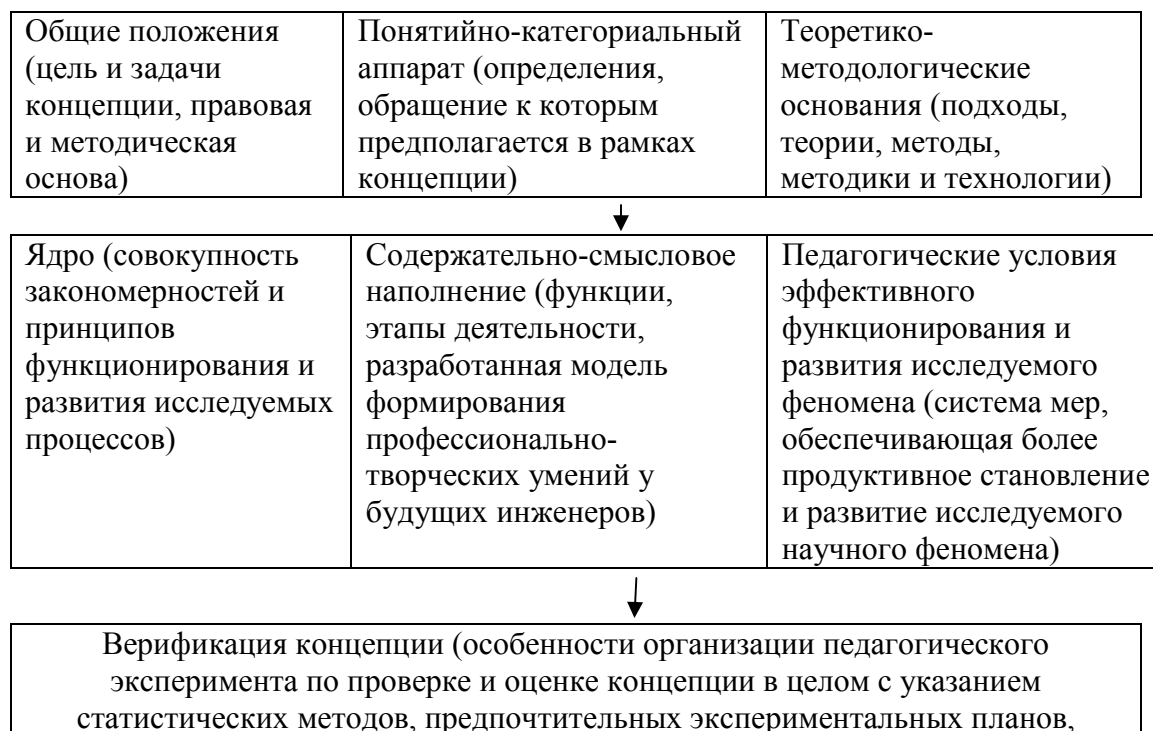 Общие положения
(цель и задачи
концепции, правовая
и методическая
основа)
Понятийно-категориальный
аппарат (определения,
обращение к которым
предполагается в рамках
концепции)
Теоретико-
методологические
основания (подходы,
теории, методы,
методики и технологии)
Ядро (совокупность
закономерностей и
принципов
функционирования и
развития исследуемых
процессов)
Содержательно-смысловое
наполнение (функции,
этапы деятельности,
разработанная модель
формирования
профессионально-
творческих умений у
будущих инженеров)
Педагогические условия
эффективного
функционирования и
развития исследуемого
феномена (система мер,
обеспечивающая более
продуктивное становление
и развитие исследуемого
научного феномена)
Верификация концепции (особенности организации педагогического
эксперимента по проверке и оценке концепции в целом с указанием
статистических методов, предпочтительных экспериментальных планов,